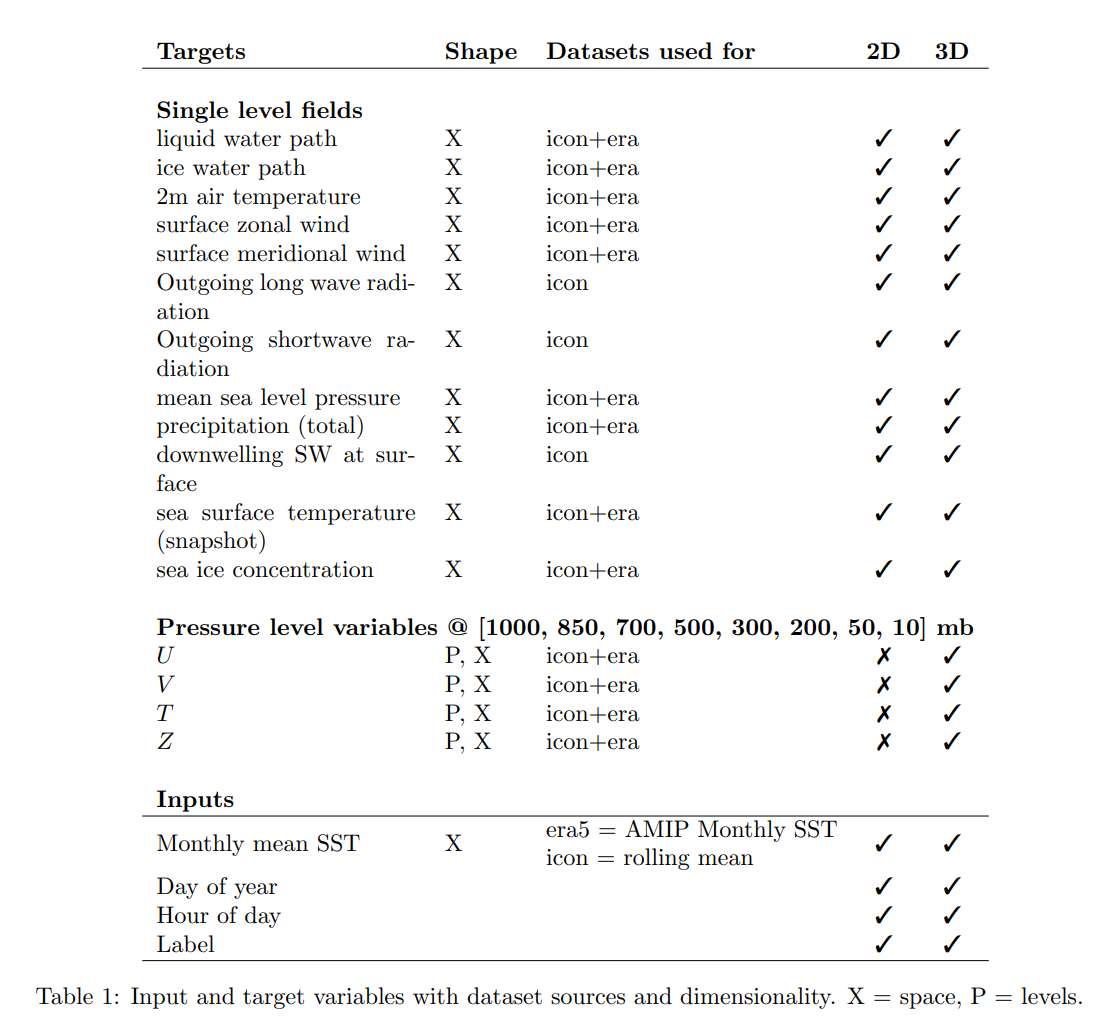 Targets Shape Datasets used for 2D 3D
Single level fields
liquid water path X icon+era ✓ ✓
ice water path X icon+era ✓ ✓
2m air temperature X icon+era ✓ ✓
surface zonal wind X icon+era ✓ ✓
surface meridional wind X icon+era ✓ ✓
Outgoing long wave radi- X icon ✓ ✓
ation
Outgoing shortwave ra- X icon ✓ ✓
diation
mean sea level pressure X icon+era ✓ ✓
precipitation (total) X icon+era ✓ ✓
downwelling SW at sur- X icon ✓ ✓
face
sea surface temperature X icon+era ✓ ✓
(snapshot)
sea ice concentration X icon+era ✓ ✓
Pressure level variables @ [1000, 850, 700, 500, 300, 200, 50, 10] mb
U P, X icon+era ✗ ✓
V P, X icon+era ✗ ✓
T P, X icon+era ✗ ✓
Z P, X icon+era ✗ ✓
Inputs
Monthly mean SST X era5 = AMIP Monthly SST ✓ ✓
icon = rolling mean
Day of year ✓ ✓
Hour of day ✓ ✓
Label ✓ ✓
Table 1: Input and target variables with dataset sources and dimensionality. X = space, P = levels.